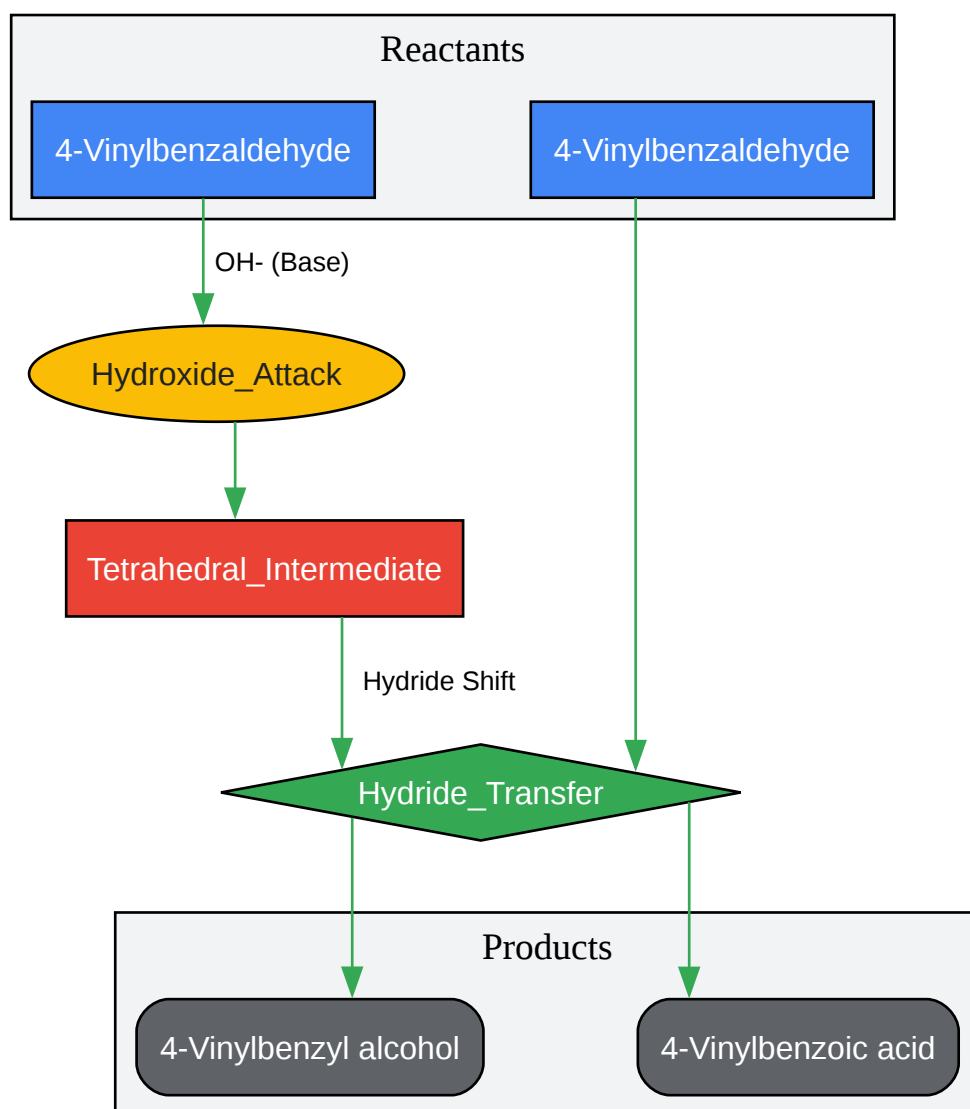 Reactants
4-Vinylbenzaldehyde
4-Vinylbenzaldehyde
OH- (Base)
Hydroxide_Attack
Tetrahedral_Intermediate
Hydride Shift
Hydride_Transfer
Products
4-Vinylbenzyl alcohol
4-Vinylbenzoic acid